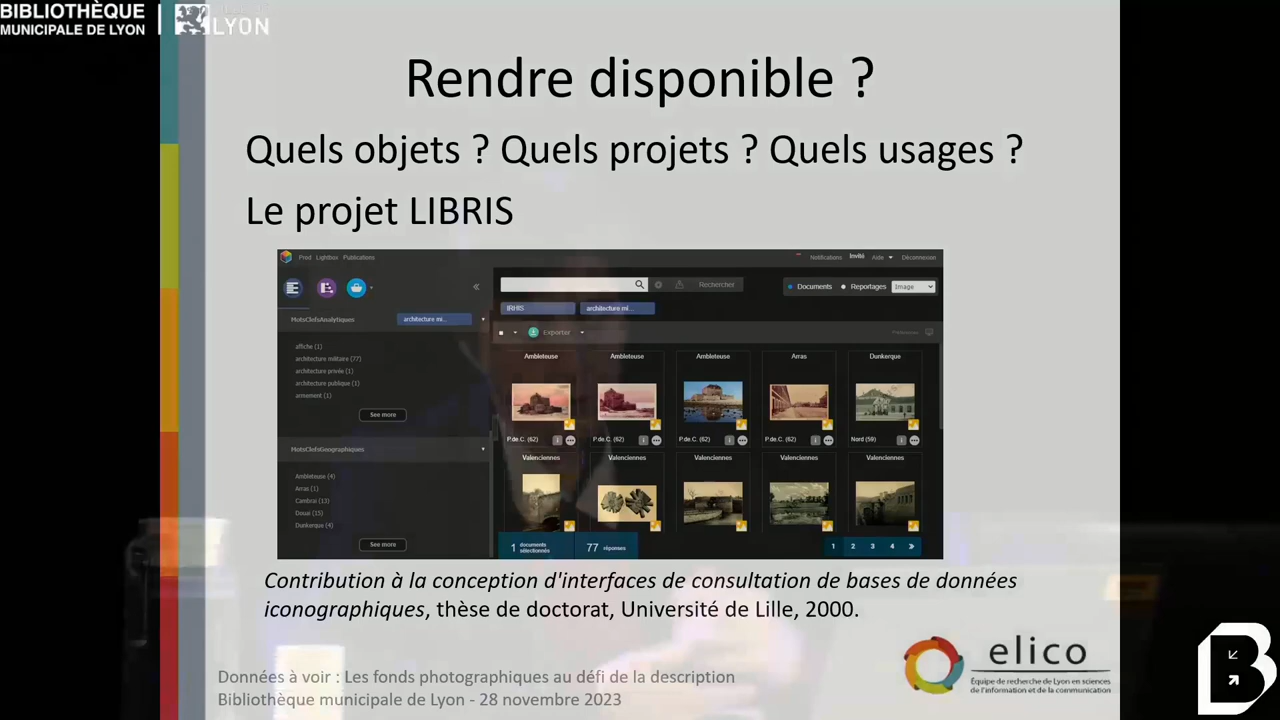 BIBLIOTHÈQUE
MUNICIPALE DE LYON
LYON
Rendre disponible ?
Quels objets ? Quels projets ? Quels usages ?
Le projet LIBRIS
Prod Lightbox Publications
Notifications Invité Aide Déconnexion
Rechercher
Documents Reportages Image
IRHIS architecture mi...
MotsClefsAnalytiques architecture mi...
Exporter
affiche (1)
architecture militaire (77)
architecture privée (1)
architecture publique (1)
armement (1)
See more
MotsClefsGeographiques
Ambleteuse (4)
Arras (1)
Cambrai (13)
Douai (15)
Dunkerque (4)
See more
Ambleteuse Ambleteuse Ambleteuse Arras Dunkerque
P.de.C. (62) P.de.C. (62) P.de.C. (62) P.de.C. (62) Nord (59)
Valenciennes Valenciennes Valenciennes Valenciennes Valenciennes
1 documents sélectionnés 77 réponses
1 2 3 4
Contribution à la conception d'interfaces de consultation de bases de données
iconographiques, thèse de doctorat, Université de Lille, 2000.
elico
Équipe de recherche de Lyon en sciences
de l'information et de la communication
Données à voir : Les fonds photographiques au défi de la description
Bibliothèque municipale de Lyon - 28 novembre 2023
B